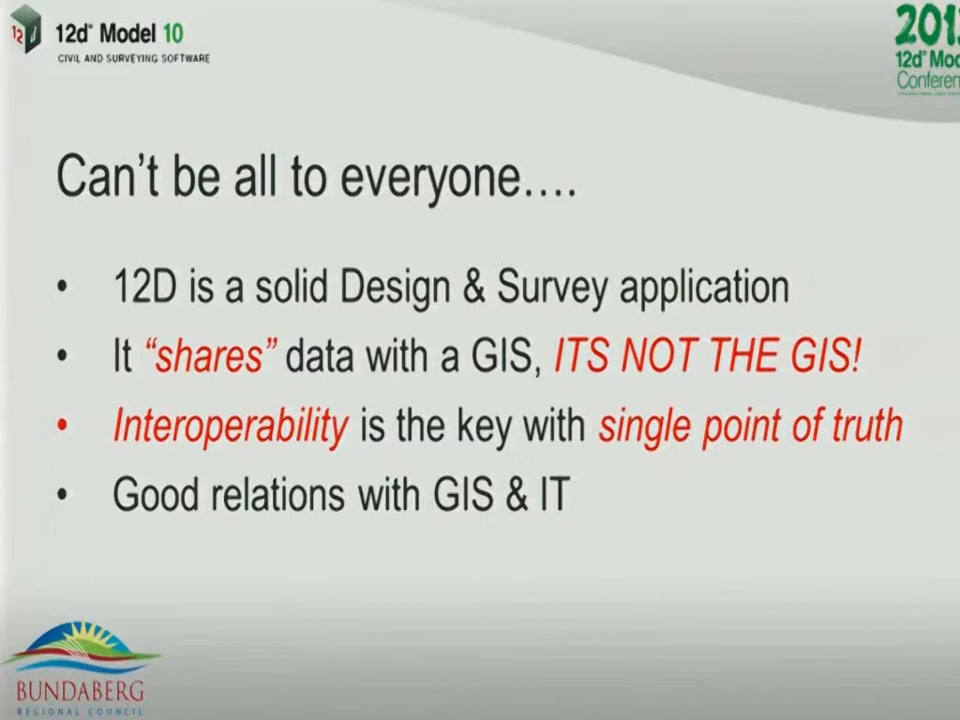 12d® Model 10
CIVIL AND SURVEYING SOFTWARE
12d
Can't be all to everyone….
• 12D is a solid Design & Survey application
• It “shares” data with a GIS, ITS NOT THE GIS!
• Interoperability is the key with single point of truth
• Good relations with GIS & IT
BUNDABERG
REGIONAL COUNCIL